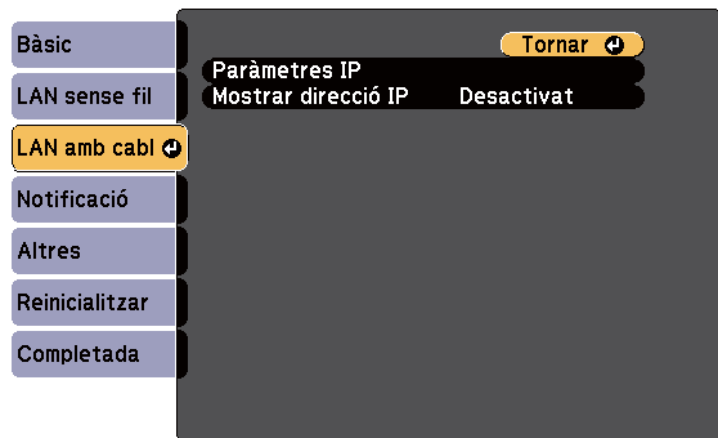 Bàsic
LAN sense fil
LAN amb cabl
Notificació
Altres
Reinicialitzar
Completada
Tornar
Paràmetres IP
Mostrar direcció IP Desactivat